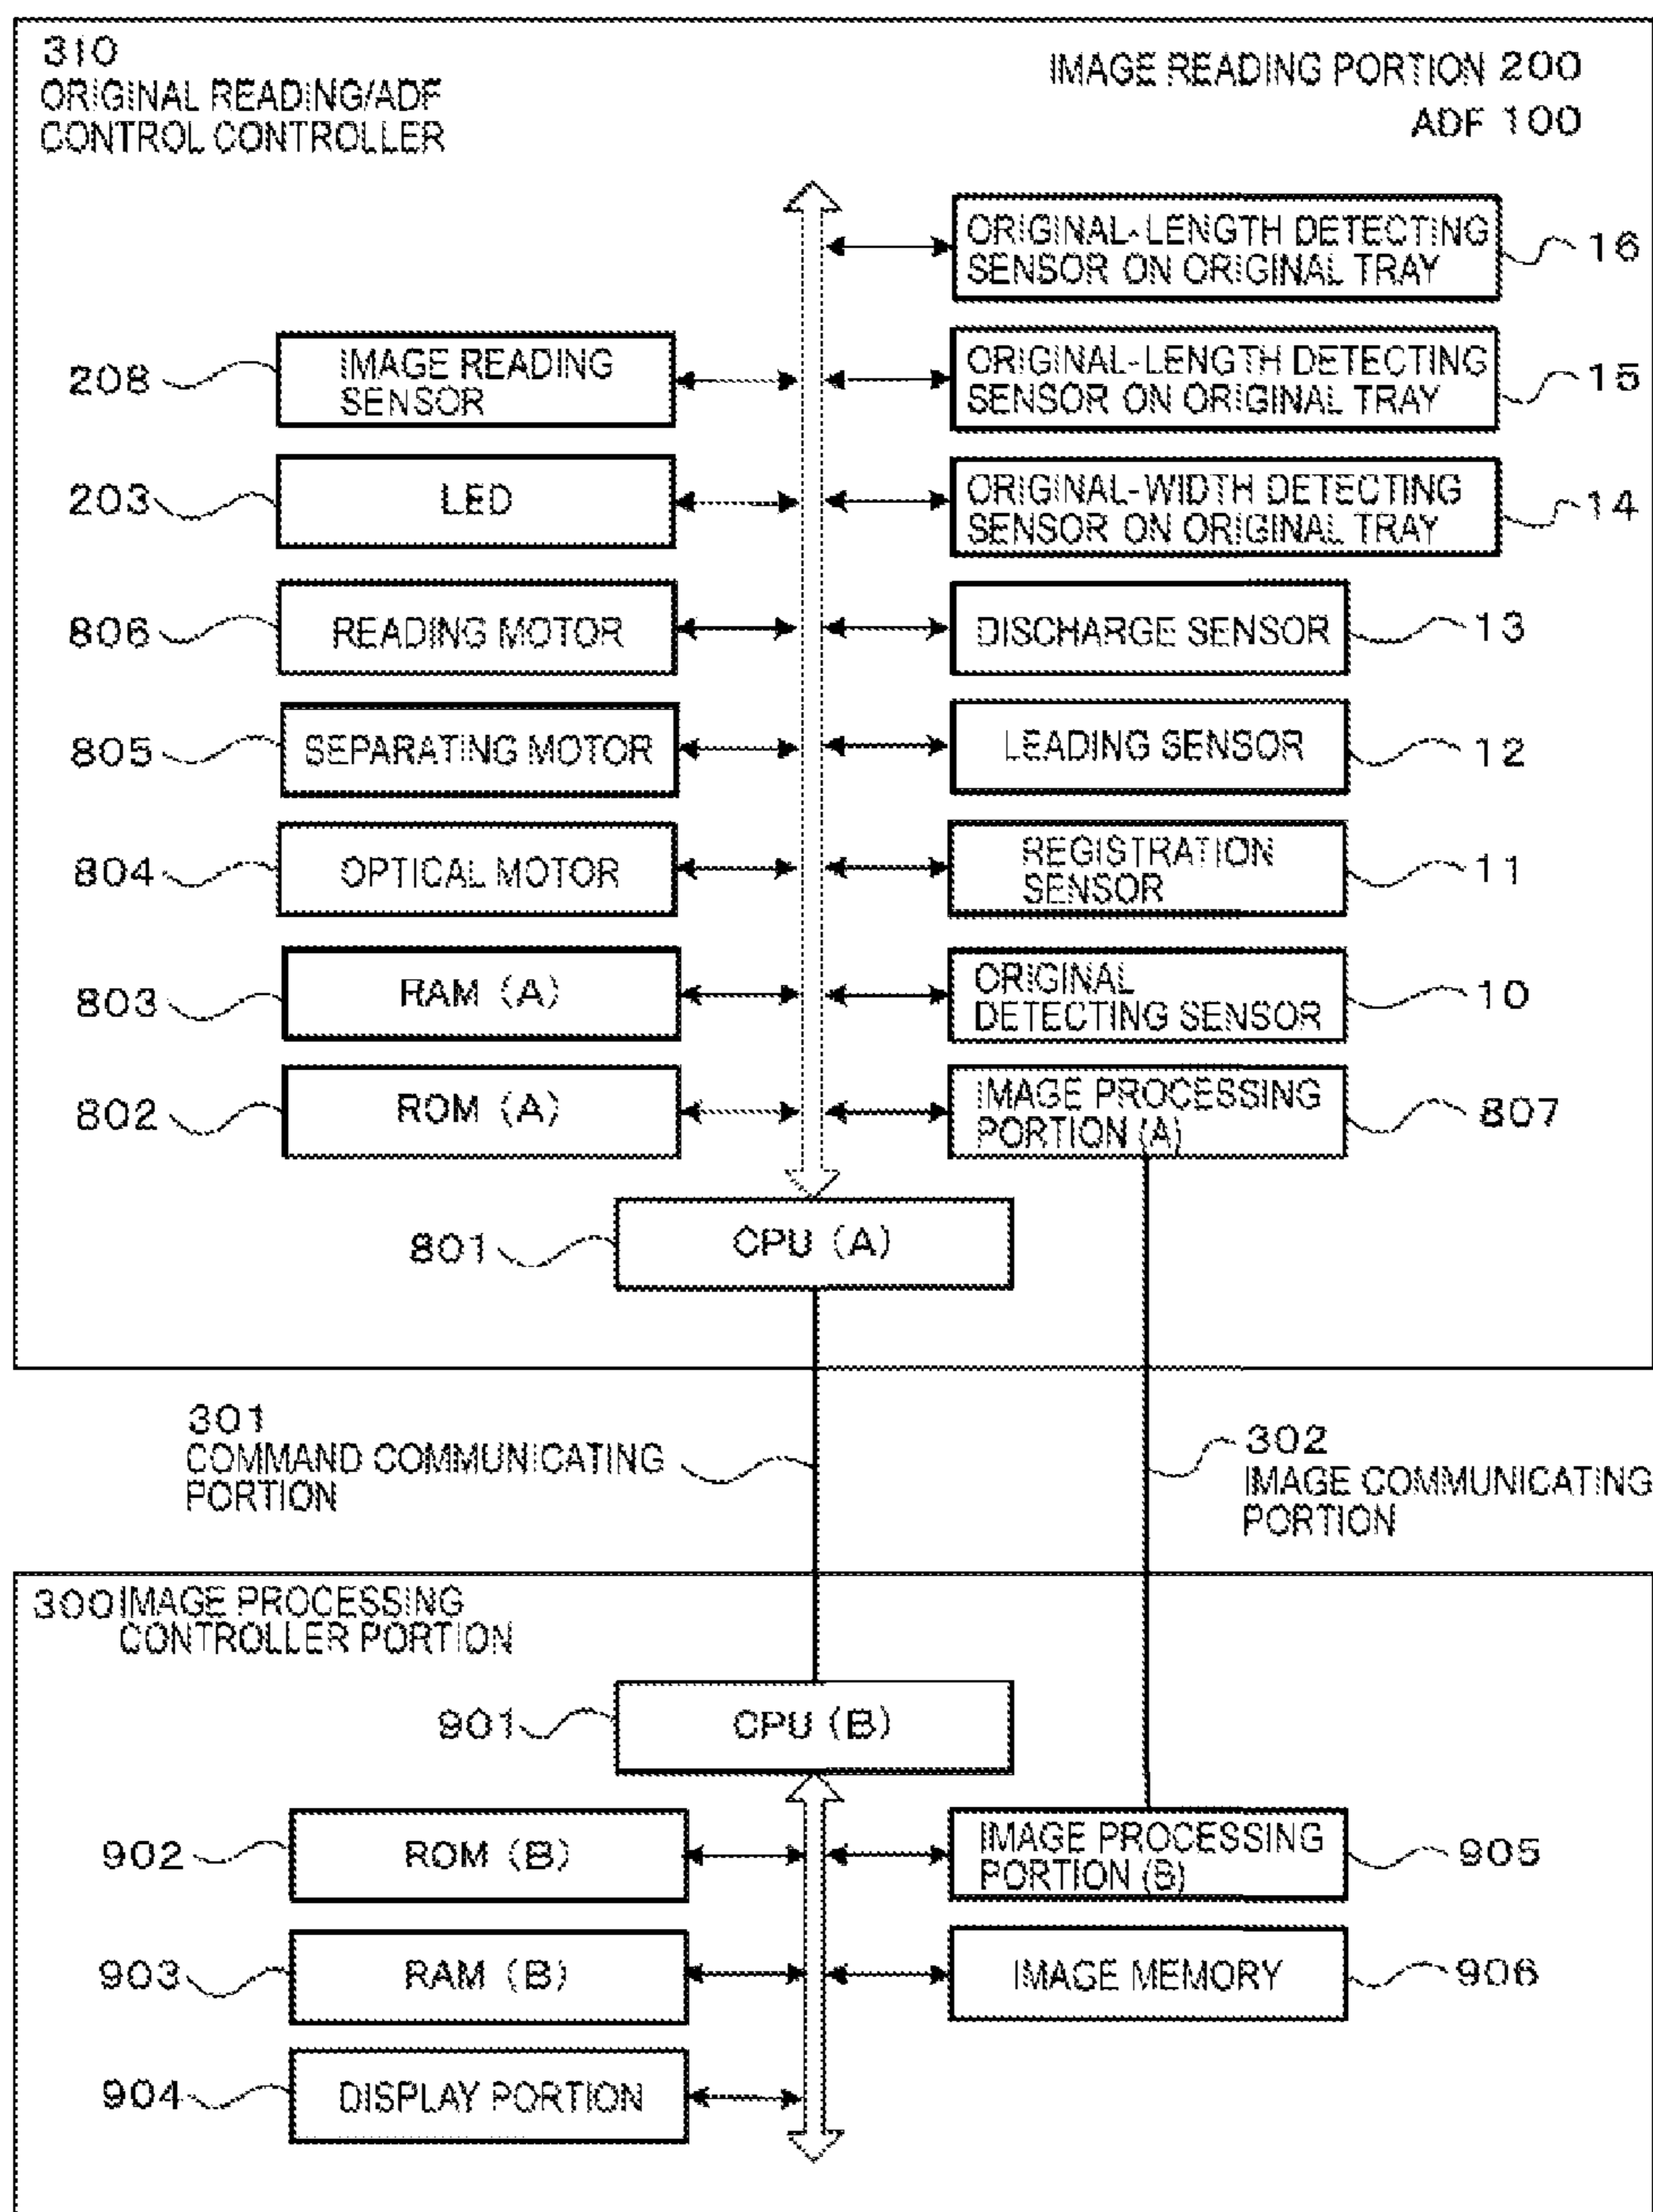 310
ORIGINAL READING/ADF
CONTROL CONTROLLER
IMAGE READING PORTION 200
ADF 100
ORIGINAL-LENGTH DETECTING
SENSOR ON ORIGINAL TRAY
16
208
IMAGE READING
SENSOR
ORIGINAL-LENGTH DETECTING
SENSOR ON ORIGINAL TRAY
15
203
LED
ORIGINAL-WIDTH DETECTING
SENSOR ON ORIGINAL TRAY
14
806
READING MOTOR
DISCHARGE SENSOR
13
805
SEPARATING MOTOR
LEADING SENSOR
12
804
OPTICAL MOTOR
REGISTRATION
SENSOR
11
803
RAM (A)
ORIGINAL
DETECTING SENSOR
10
802
ROM (A)
IMAGE PROCESSING
PORTION (A)
807
801
CPU (A)
301
COMMAND COMMUNICATING
PORTION
302
IMAGE COMMUNICATING
PORTION
300 IMAGE PROCESSING
CONTROLLER PORTION
901
CPU (B)
902
ROM (B)
IMAGE PROCESSING
PORTION (B)
905
903
RAM (B)
IMAGE MEMORY
906
904
DISPLAY PORTION